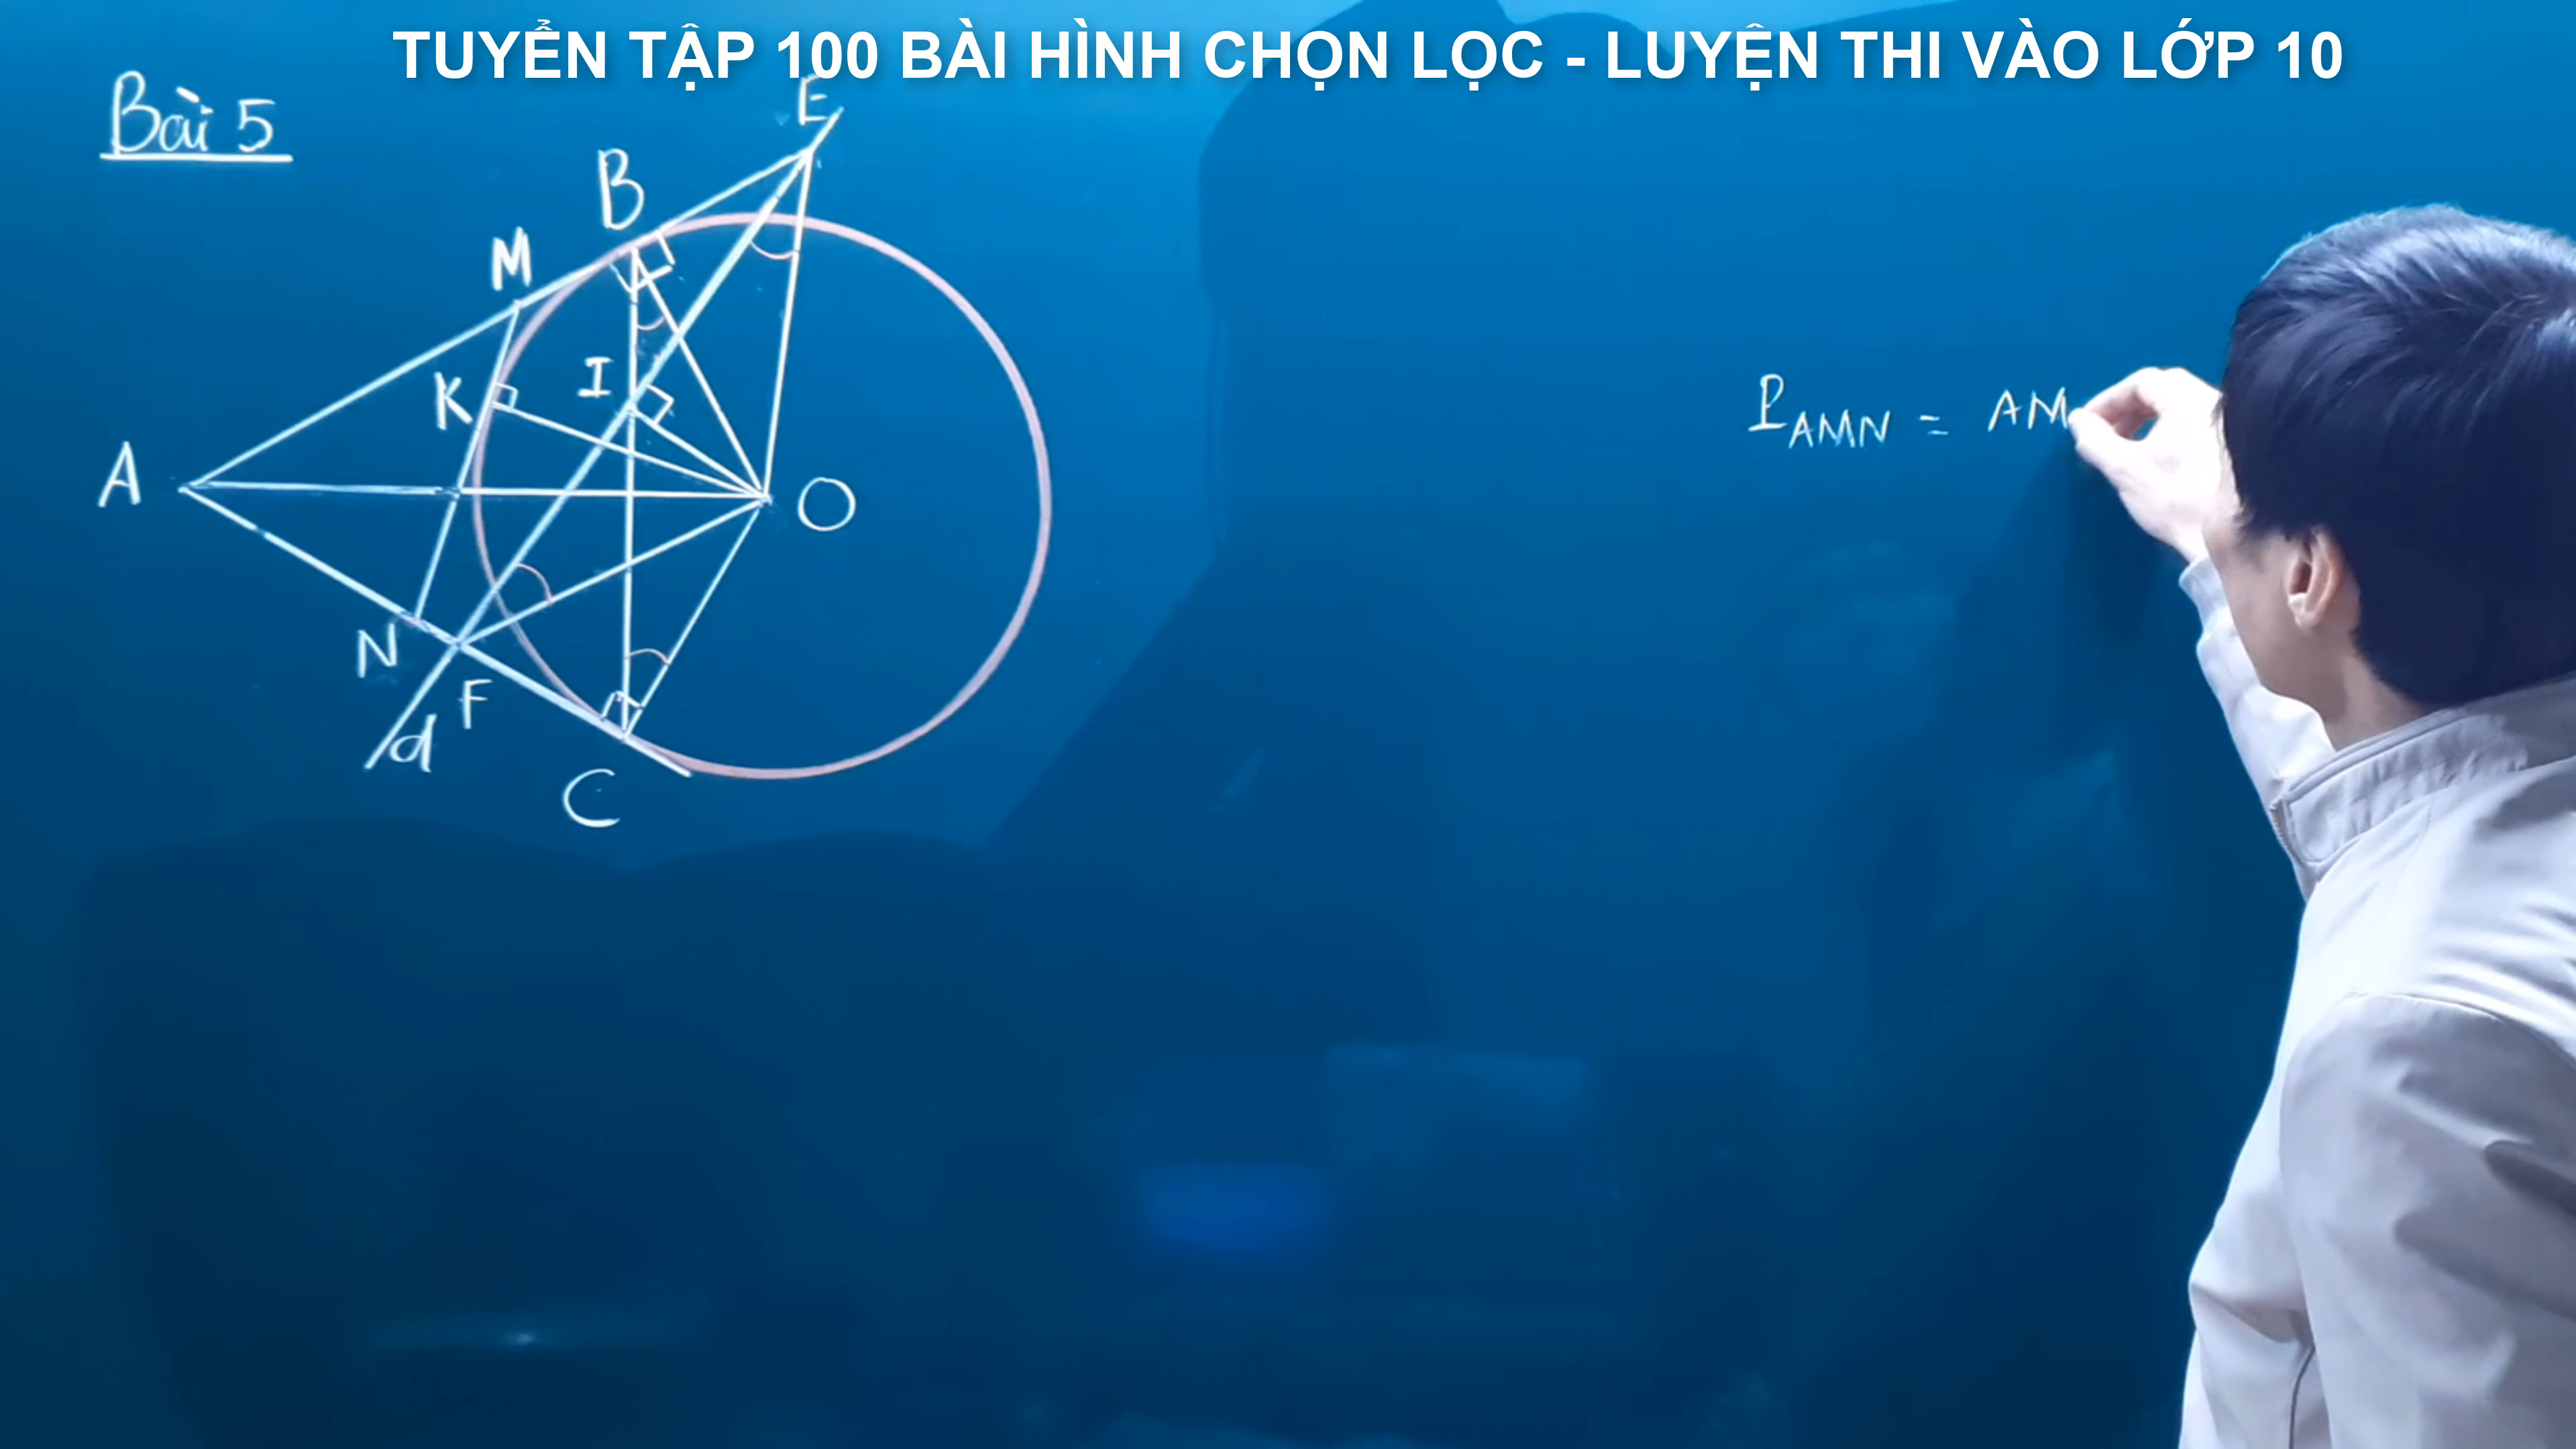 TUYỂN TẬP 100 BÀI HÌNH CHỌN LỌC - LUYỆN THI VÀO LỚP 10
Bài 5
E
B
M
I
K
A
O
N
F
d
C
P AMN = AM